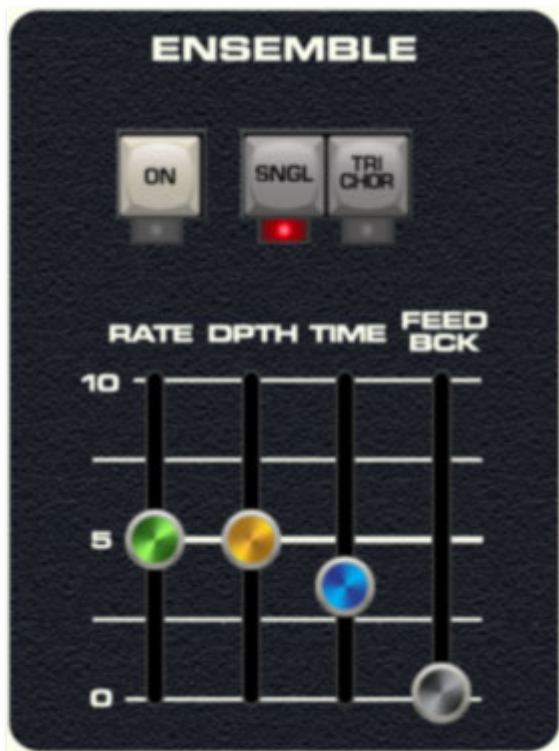 ENSEMBLE
ON
SNGL
TRI
CHOR
RATE DPTH TIME FEED
BCK
10
5
0